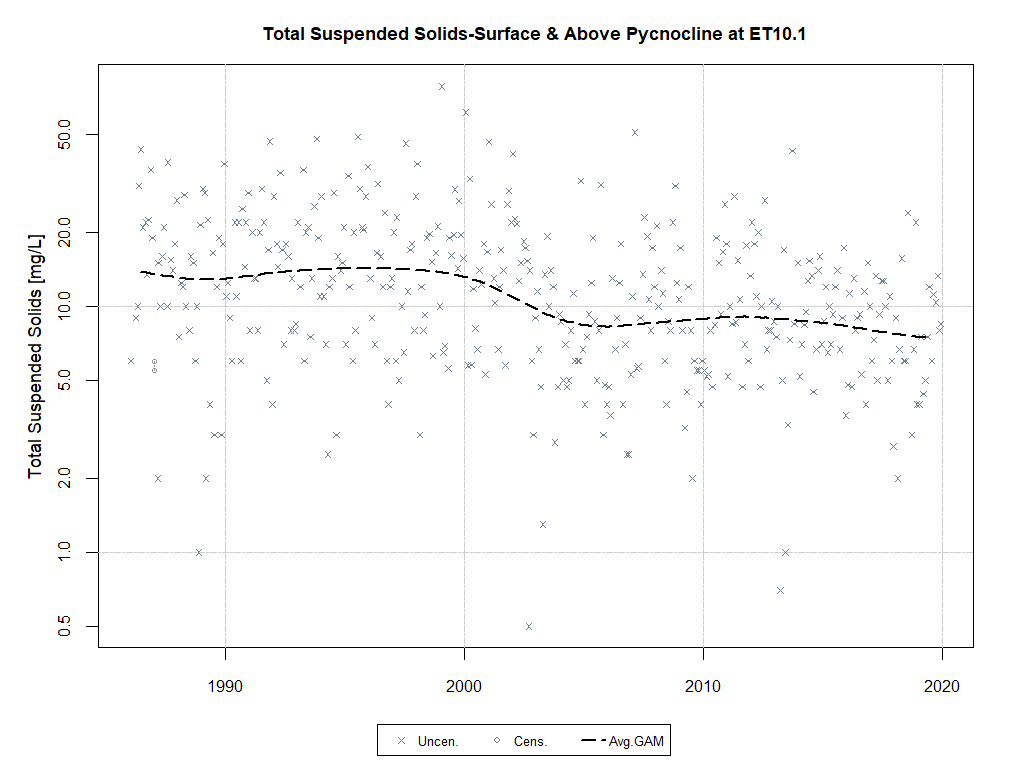 Total Suspended Solids-Surface & Above Pycnocline at ET10.1
Total Suspended Solids [mg/L]
50.0
20.0
10.0
5.0
2.0
1.0
0.5
1990 2000 2010 2020
Uncen. Cens. Avg.GAM